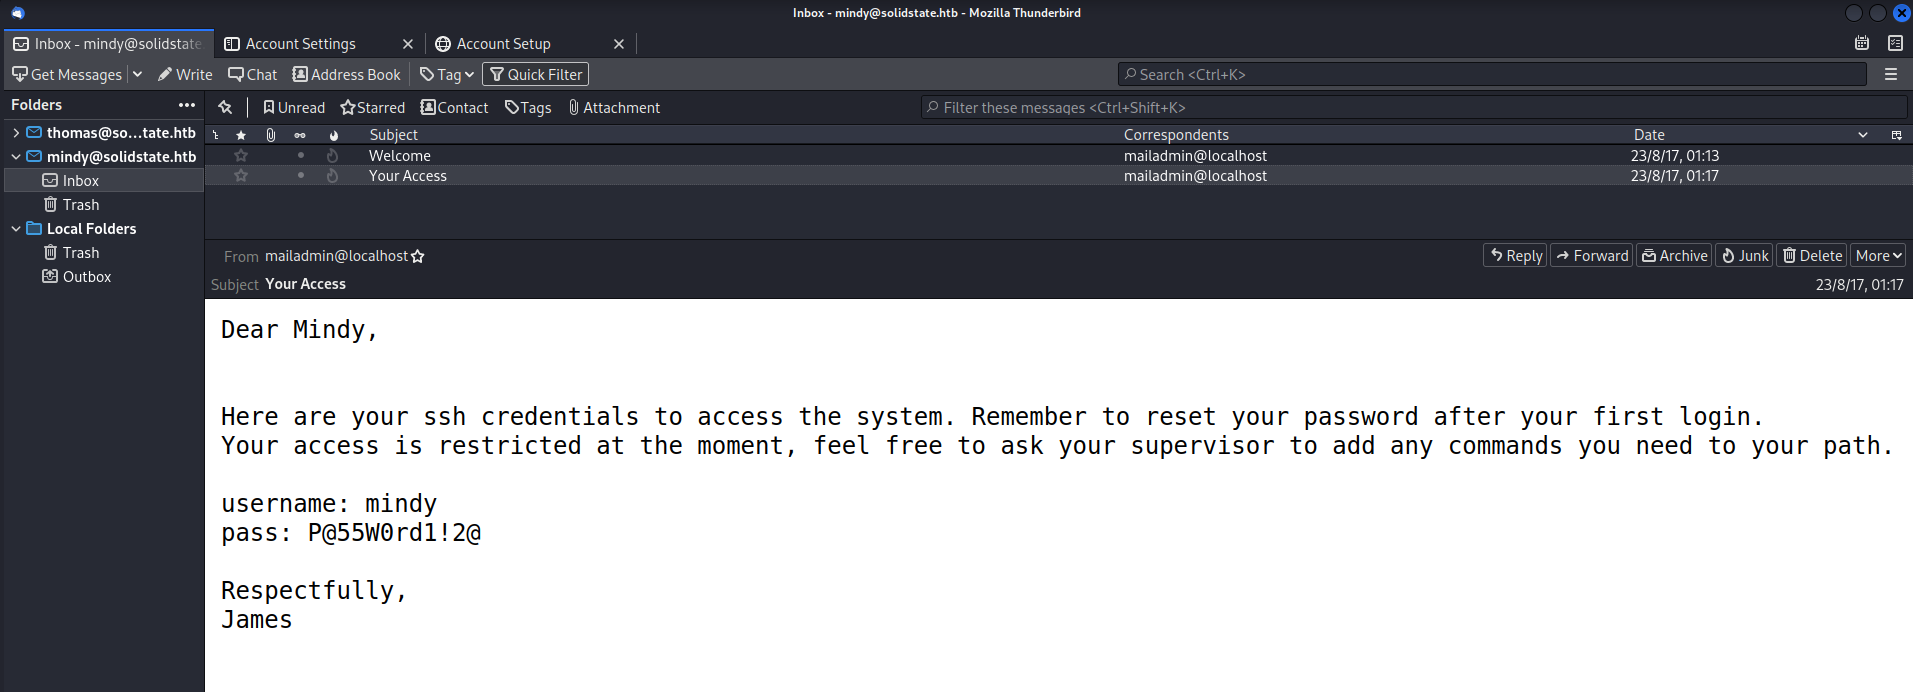 Inbox - mindy@solidstate.htb - Mozilla Thunderbird
Inbox - mindy@solidstate. Account Settings Account Setup
Get Messages Write Chat Address Book Tag Quick Filter Search <Ctrl+K>
Folders Unread Starred Contact Tags Attachment Filter these messages <Ctrl+Shift+K>
thomas@so...tate.htb Subject Correspondents Date
mindy@solidstate.htb Welcome mailadmin@localhost 23/8/17, 01:13
Inbox Your Access mailadmin@localhost 23/8/17, 01:17
Trash
Local Folders
Trash
Outbox
From mailadmin@localhost Reply Forward Archive Junk Delete More
Subject Your Access 23/8/17, 01:17
Dear Mindy,
Here are your ssh credentials to access the system. Remember to reset your password after your first login.
Your access is restricted at the moment, feel free to ask your supervisor to add any commands you need to your path.
username: mindy
pass: P@55W0rd1!2@
Respectfully,
James